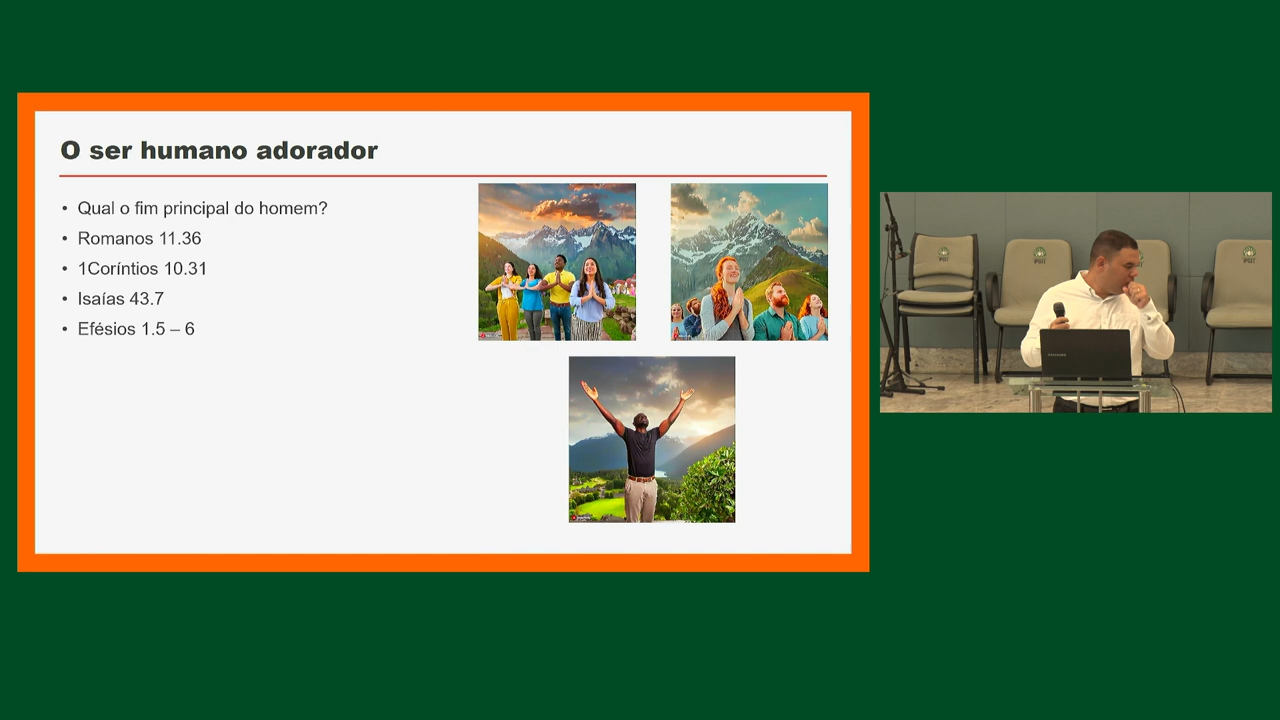 O ser humano adorador
• Qual o fim principal do homem?
• Romanos 11.36
• 1Coríntios 10.31
• Isaías 43.7
• Efésios 1.5 – 6
SAMSUNG